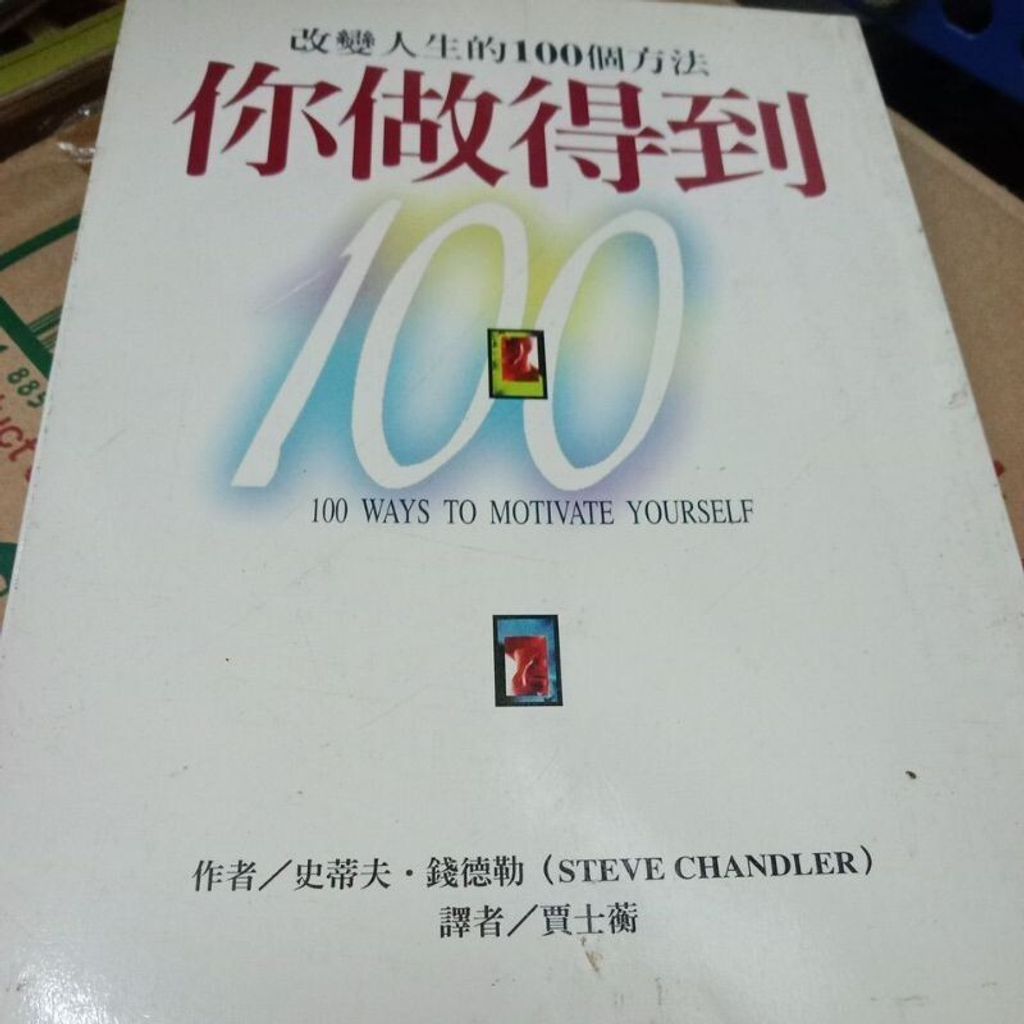 改變人生的100個方法
你做得到
100
100 WAYS TO MOTIVATE YOURSELF
作者／史蒂夫・錢德勒（STEVE CHANDLER）
譯者／賈士蘅
885